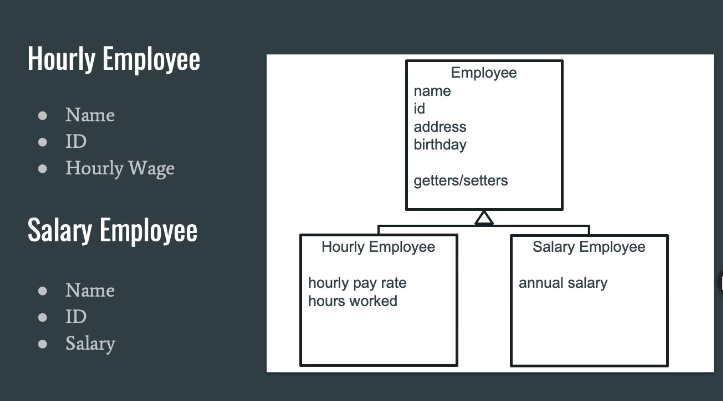 Hourly Employee
● Name
● ID
● Hourly Wage
Salary Employee
● Name
● ID
● Salary
Employee
name
id
address
birthday
getters/setters
Hourly Employee
hourly pay rate
hours worked
Salary Employee
annual salary